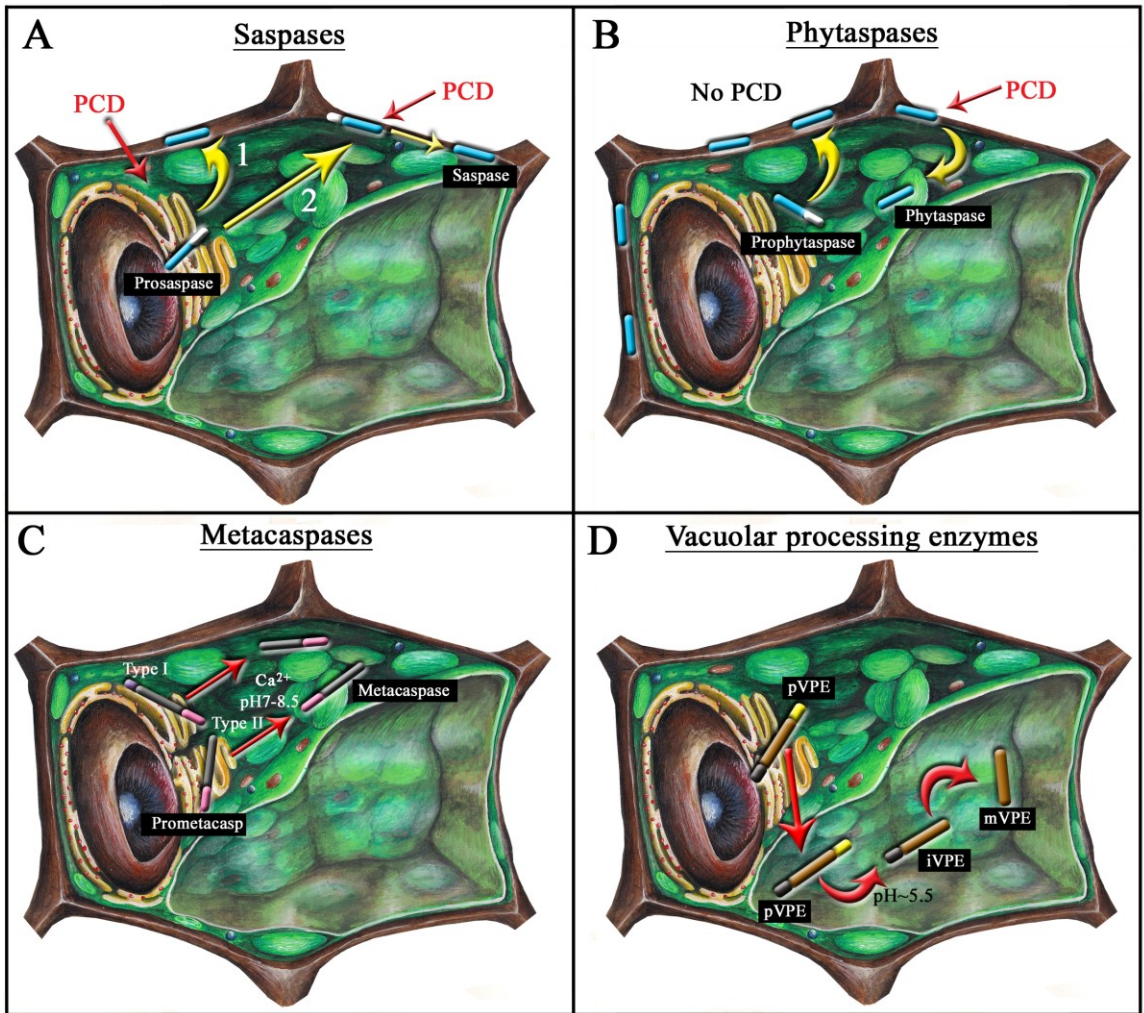 A
Saspases
PCD
PCD
1
2
Saspase
Prosaspase
B
Phytaspases
No PCD
PCD
Phytaspase
Prophytaspase
C
Metacaspases
Type I
Ca²⁺
pH7-8.5
Metacaspase
Type II
Prometacasp
D
Vacuolar processing enzymes
pVPE
mVPE
iVPE
pH~5.5
pVPE